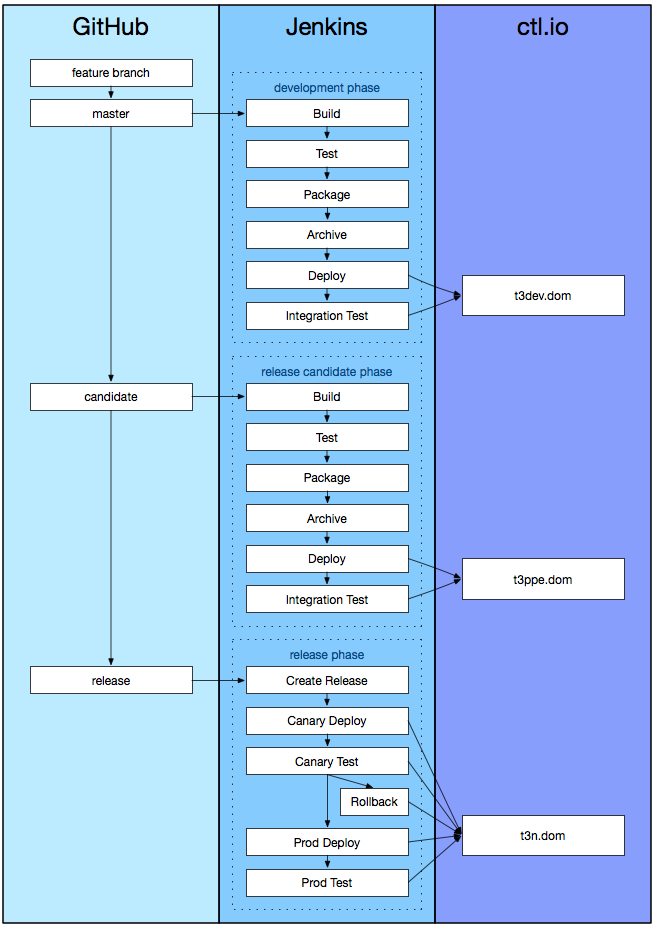 GitHub
Jenkins
ctl.io
feature branch
master
development phase
Build
Test
Package
Archive
Deploy
Integration Test
t3dev.dom
candidate
release candidate phase
Build
Test
Package
Archive
Deploy
Integration Test
t3ppe.dom
release
release phase
Create Release
Canary Deploy
Canary Test
Rollback
Prod Deploy
Prod Test
t3n.dom